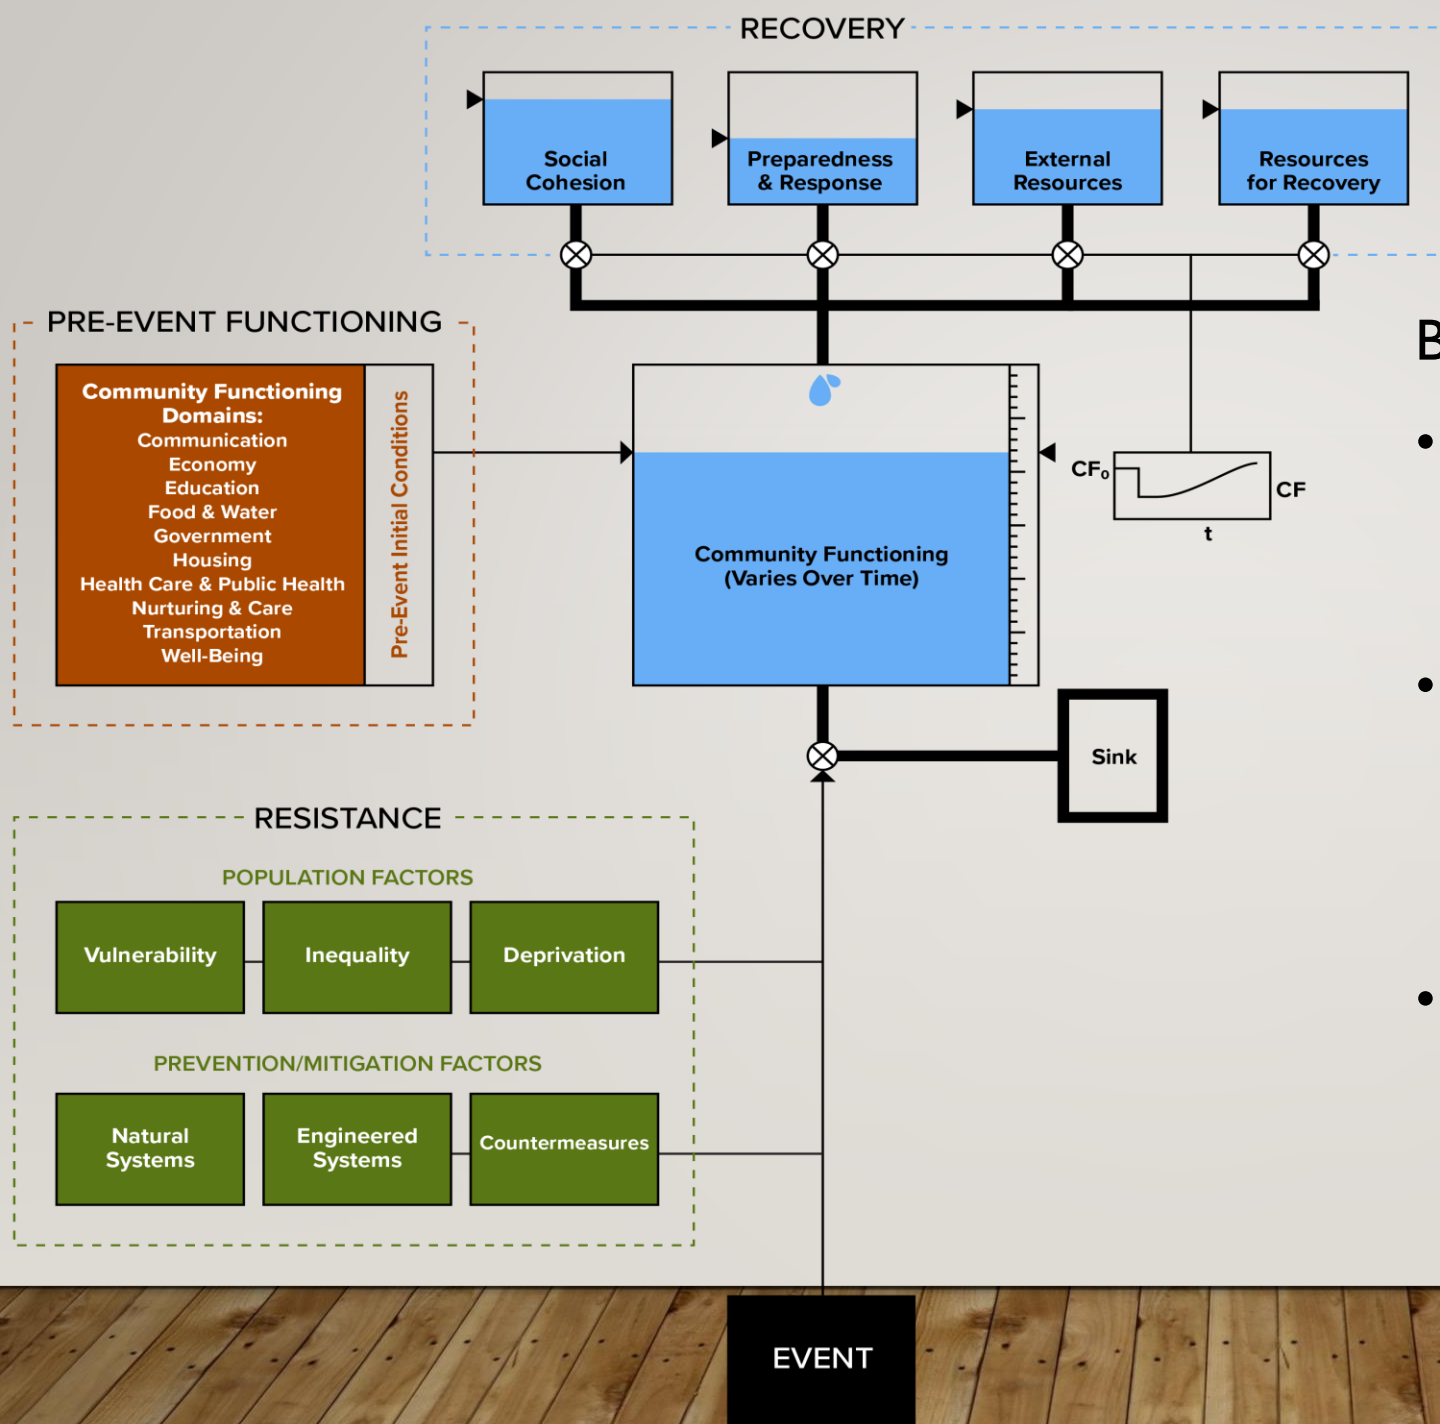 RECOVERY
Social
Cohesion
Preparedness
& Response
External
Resources
Resources
for Recovery
PRE-EVENT FUNCTIONING
Community Functioning
Domains:
Communication
Economy
Education
Food & Water
Government
Housing
Health Care & Public Health
Nurturing & Care
Transportation
Well-Being
Pre-Event Initial Conditions
Community Functioning
(Varies Over Time)
CF₀
CF
t
B
Sink
RESISTANCE
POPULATION FACTORS
Vulnerability
Inequality
Deprivation
PREVENTION/MITIGATION FACTORS
Natural
Systems
Engineered
Systems
Countermeasures
EVENT